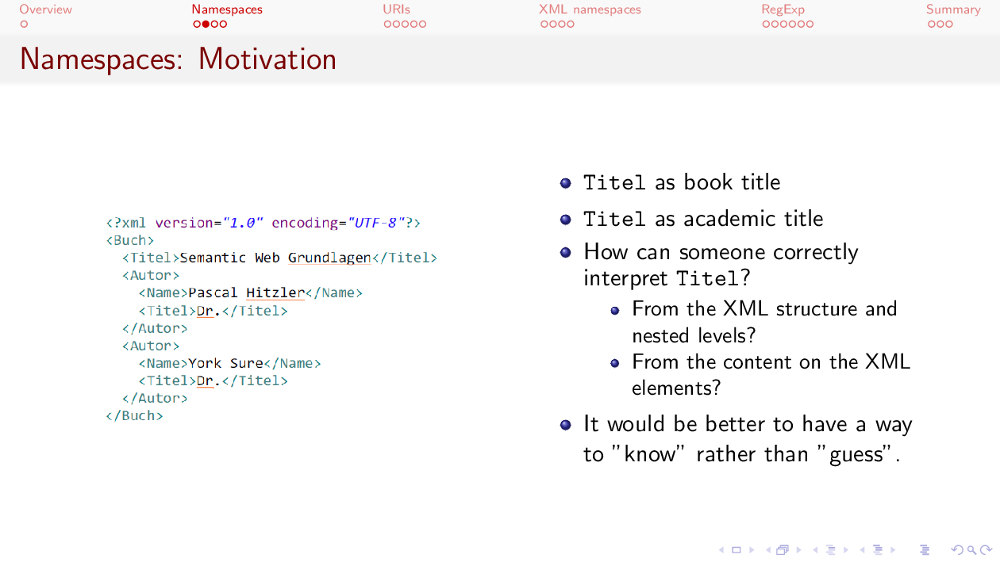 Overview Namespaces URIs XML namespaces RegExp Summary
Namespaces: Motivation
<?xml version="1.0" encoding="UTF-8"?>
<Buch>
<Titel>Semantic Web Grundlagen</Titel>
<Autor>
<Name>Pascal Hitzler</Name>
<Titel>Dr.</Titel>
</Autor>
<Autor>
<Name>York Sure</Name>
<Titel>Dr.</Titel>
</Autor>
</Buch>
Titel as book title
Titel as academic title
How can someone correctly
interpret Titel?
From the XML structure and
nested levels?
From the content on the XML
elements?
It would be better to have a way
to "know" rather than "guess".